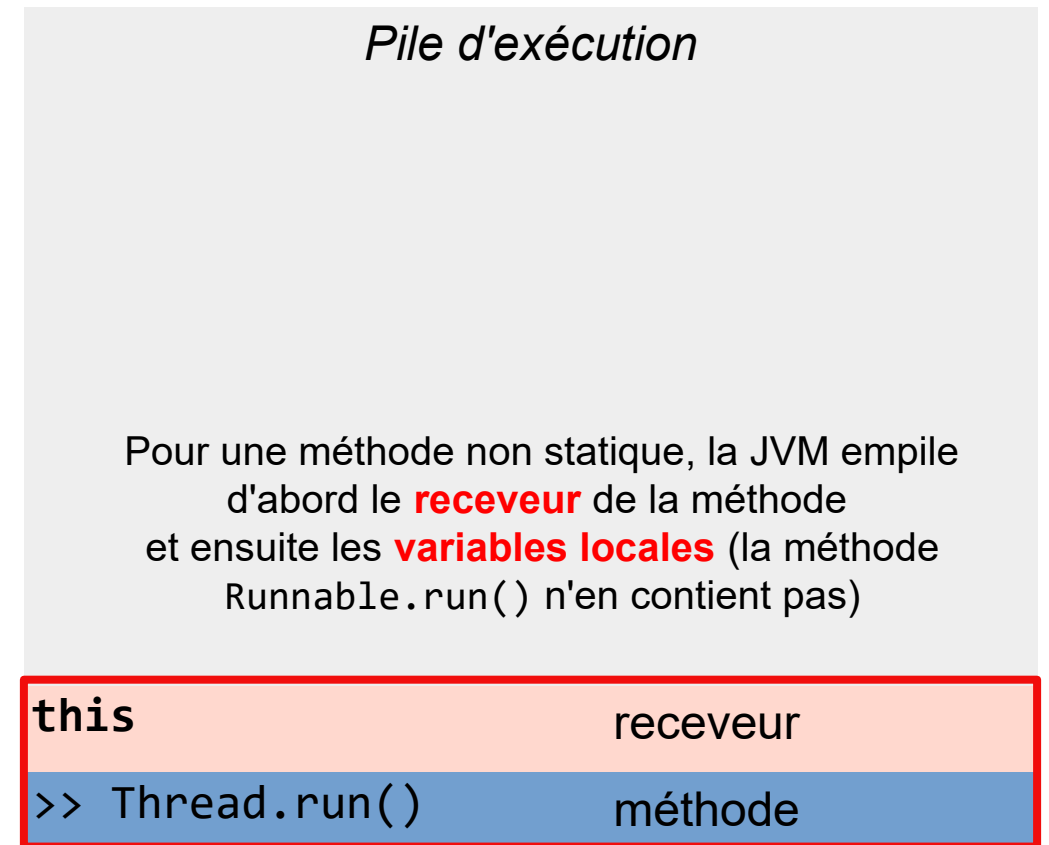 Pile d'exécution
Pour une méthode non statique, la JVM empile
d'abord le receveur de la méthode
et ensuite les variables locales (la méthode
Runnable.run() n'en contient pas)
this receveur
>> Thread.run() méthode